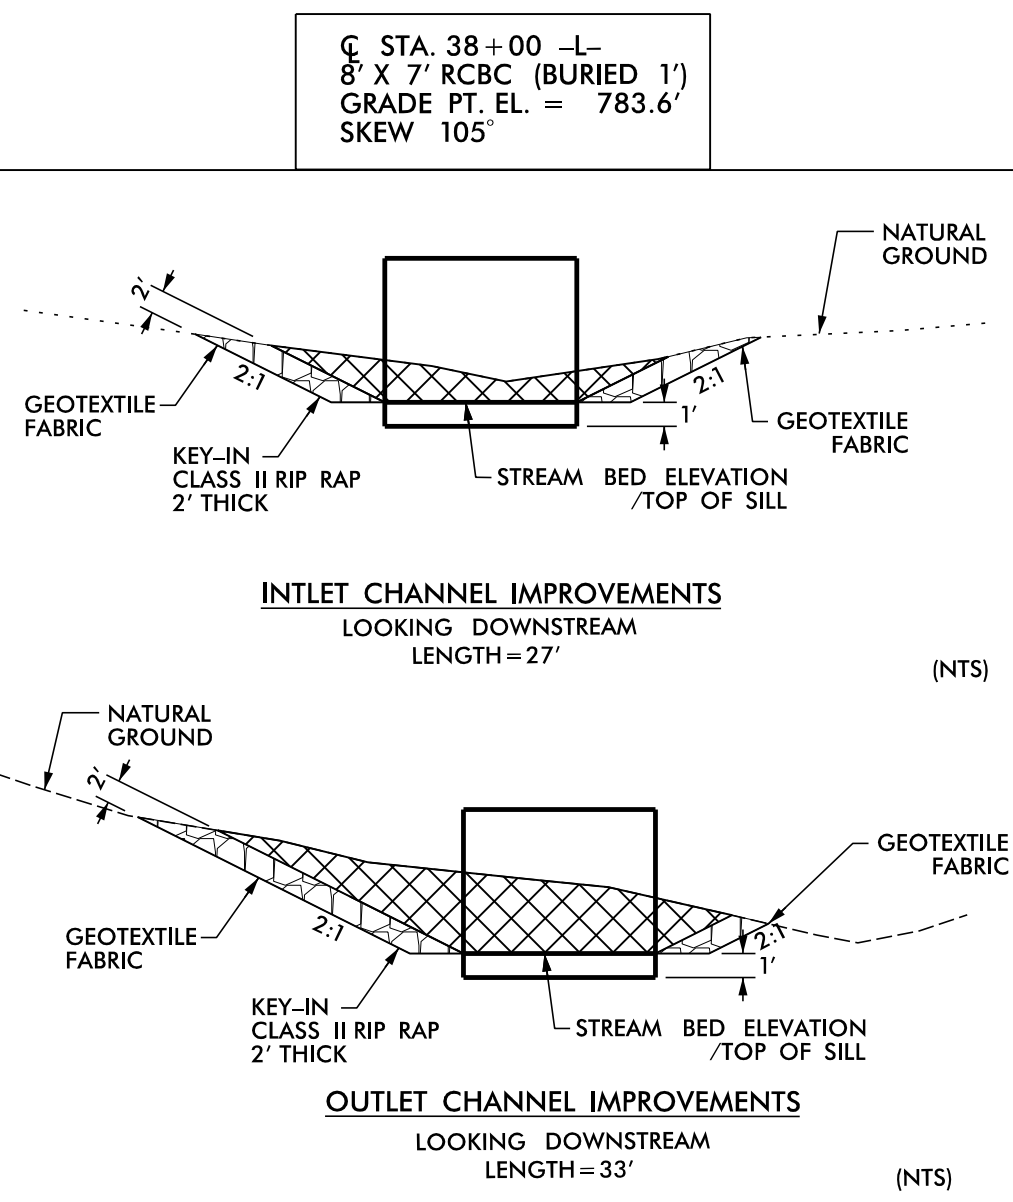 ℄ STA. 38+00 –L–
8' X 7' RCBC (BURIED 1')
GRADE PT. EL. = 783.6'
SKEW 105°
NATURAL
GROUND
2'
2:1
2:1
GEOTEXTILE
FABRIC
1'
GEOTEXTILE
FABRIC
KEY–IN
CLASS II RIP RAP
2' THICK
STREAM BED ELEVATION
/TOP OF SILL
INTLET CHANNEL IMPROVEMENTS
LOOKING DOWNSTREAM
LENGTH=27'
(NTS)
NATURAL
GROUND
2'
GEOTEXTILE
FABRIC
2:1
2:1
GEOTEXTILE
FABRIC
1'
KEY–IN
CLASS II RIP RAP
2' THICK
STREAM BED ELEVATION
/TOP OF SILL
OUTLET CHANNEL IMPROVEMENTS
LOOKING DOWNSTREAM
LENGTH=33'
(NTS)